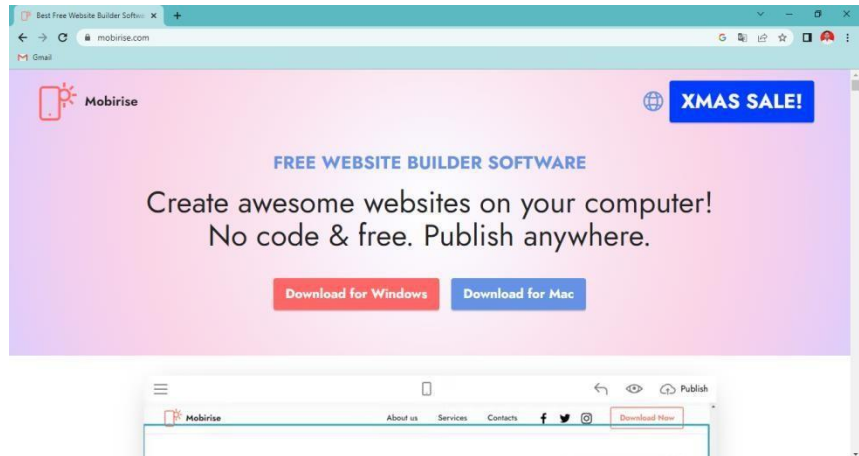 Best Free Website Builder Softwa
mobirise.com
Gmail
Mobirise
XMAS SALE!
FREE WEBSITE BUILDER SOFTWARE
Create awesome websites on your computer!
No code & free. Publish anywhere.
Download for Windows
Download for Mac
Publish
Mobirise
About us
Services
Contacts
Download Now